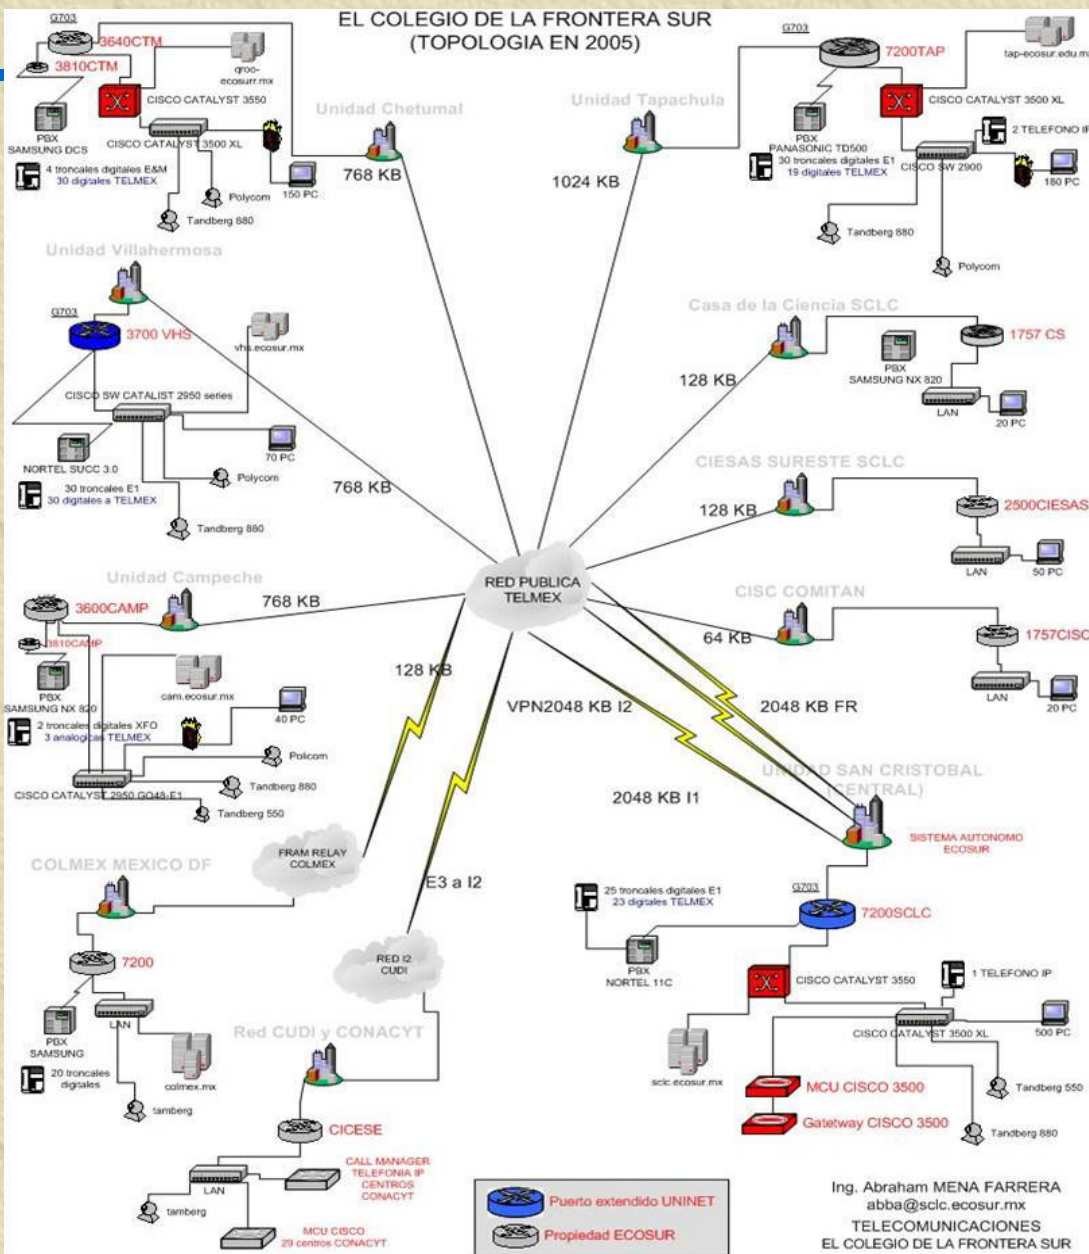 EL COLEGIO DE LA FRONTERA SUR
(TOPOLOGIA EN 2005)
G703
3640CTM
3810CTM
qroo-
ecosurr.mx
CISCO CATALYST 3550
PBX
SAMSUNG DCS
CISCO CATALYST 3500 XL
4 troncales digitales E&M
30 digitales TELMEX
Polycom
150 PC
Tandberg 880
Unidad Chetumal
768 KB
Unidad Tapachula
1024 KB
G703
7200TAP
tap-ecosur.edu.m
CISCO CATALYST 3500 XL
PBX
PANASONIC TD500
2 TELEFONO IP
30 troncales digitales E1
19 digitales TELMEX
CISCO SW 2900
180 PC
Tandberg 880
Polycom
Unidad Villahermosa
G703
3700 VHS
vhs.ecosur.mx
CISCO SW CATALIST 2950 series
70 PC
NORTEL SUCC 3.0
Polycom
30 troncales E1
30 digitales a TELMEX
Tandberg 880
768 KB
Casa de la Ciencia SCLC
128 KB
1757 CS
PBX
SAMSUNG NX 820
LAN
20 PC
CIESAS SURESTE SCLC
128 KB
2500CIESAS
LAN
50 PC
RED PUBLICA
TELMEX
CISC COMITAN
64 KB
1757CISC
LAN
20 PC
Unidad Campeche
768 KB
3600CAMP
3810CAMP
PBX
SAMSUNG NX 820
cam.ecosur.mx
2 troncales digitales XFO
3 analogicas TELMEX
40 PC
Policom
Tandberg 880
CISCO CATALYST 2950 GQ48-E1
Tandberg 550
128 KB
VPN2048 KB I2
2048 KB FR
2048 KB I1
UNIDAD SAN CRISTOBAL
(CENTRAL)
SISTEMA AUTONOMO
ECOSUR
FRAM RELAY
COLMEX
E3 a I2
RED I2
CUDI
COLMEX MEXICO DF
7200
LAN
PBX
SAMSUNG
20 troncales
digitales
colmex.mx
tamberg
Red CUDI y CONACYT
CICESE
LAN
CALL MANAGER
TELEFONIA IP
CENTROS
CONACYT
tamberg
MCU CISCO
29 centros CONACYT
25 troncales digitales E1
23 digitales TELMEX
G703
7200SCLC
PBX
NORTEL 11C
CISCO CATALYST 3550
1 TELEFONO IP
CISCO CATALYST 3500 XL
500 PC
sclc.ecosur.mx
MCU CISCO 3500
Gatetway CISCO 3500
Tandberg 550
Tandberg 880
Puerto extendido UNINET
Propiedad ECOSUR
Ing. Abraham MENA FARRERA
abba@sclc.ecosur.mx
TELECOMUNICACIONES
EL COLEGIO DE LA FRONTERA SUR